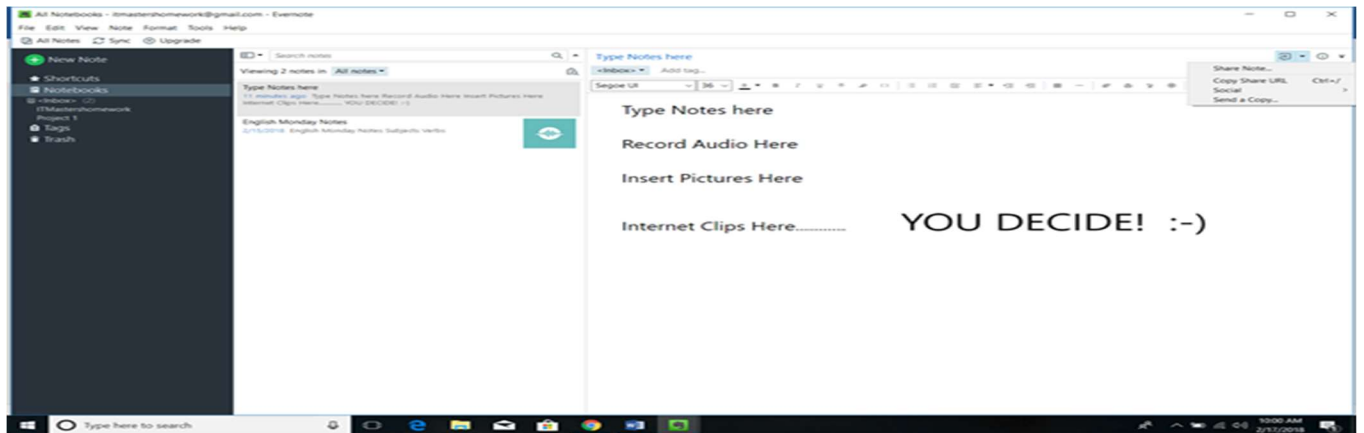 All Notebooks - itmastershomework@gmail.com - Evernote
File Edit View Note Format Tools Help
All Notes Sync Upgrade
New Note
Shortcuts
Notebooks
<Inbox> (2)
ITMastershomework
Project 1
Tags
Trash
Search notes
Viewing 2 notes in All notes
Type Notes here
11 minutes ago Type Notes here Record Audio Here Insert Pictures Here
Internet Clips Here.......... YOU DECIDE! :-)
English Monday Notes
2/15/2018 English Monday Notes Subjects Verbs
Type Notes here
<Inbox> Add tag...
Segoe UI 36
Share Note...
Copy Share URL Ctrl+/
Social
Send a Copy...
Type Notes here
Record Audio Here
Insert Pictures Here
Internet Clips Here........... YOU DECIDE! :-)
Type here to search
10:00 AM
2/17/2018